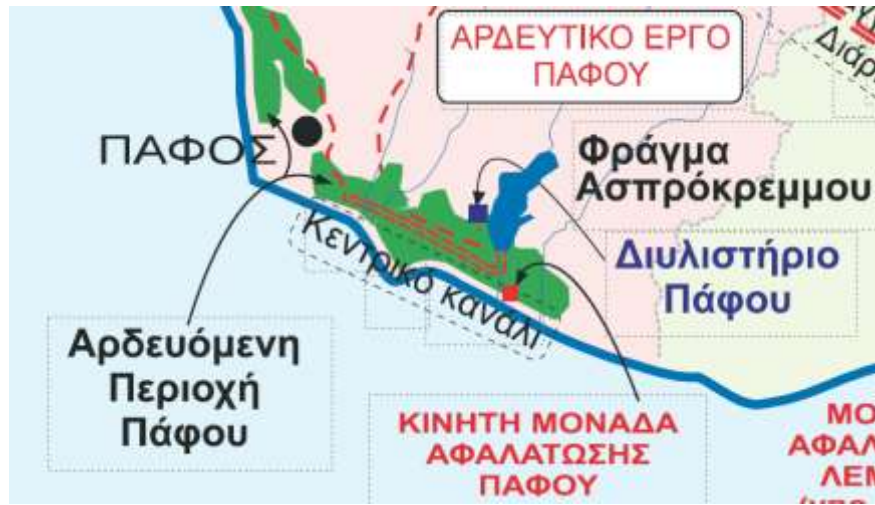 ΑΡΔΕΥΤΙΚΟ ΕΡΓΟ
ΠΑΦΟΥ
ΠΑΦΟΣ
Φράγμα
Ασπρόκρεμμου
Διυλιστήριο
Πάφου
Κεντρικό κανάλι
Αρδευόμενη
Περιοχή
Πάφου
ΚΙΝΗΤΗ ΜΟΝΑΔΑ
ΑΦΑΛΑΤΩΣΗΣ
ΠΑΦΟΥ